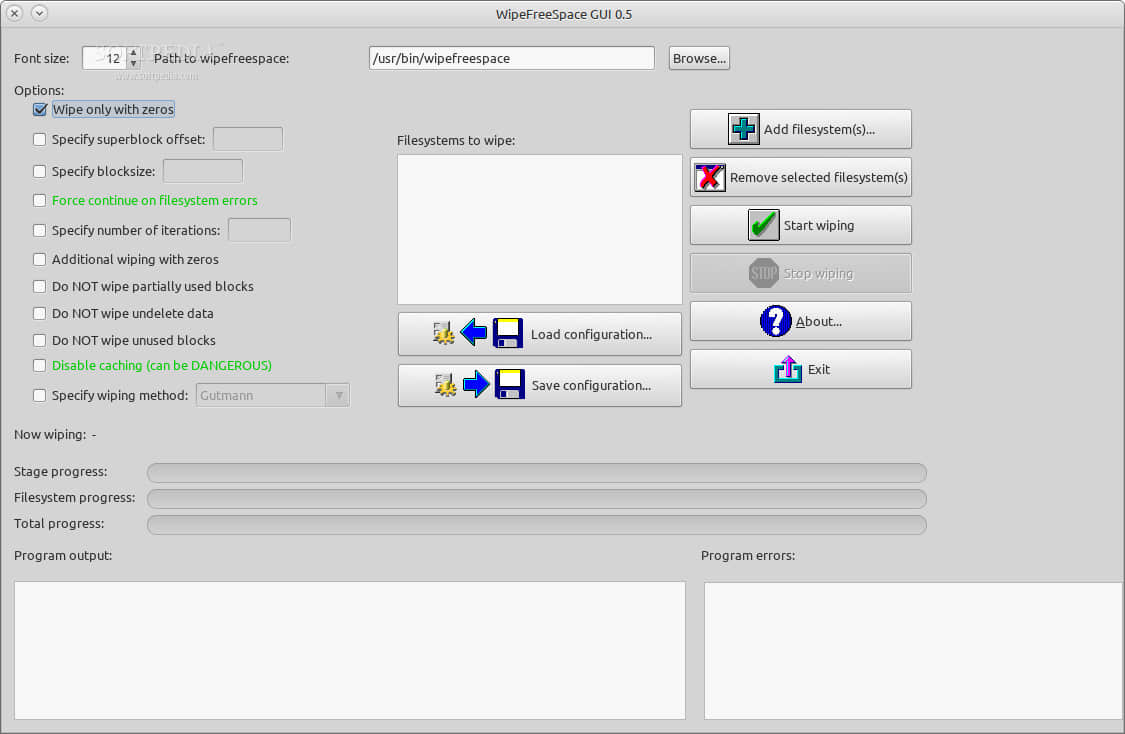 WipeFreeSpace GUI 0.5
Font size: 12 Path to wipefreespace: /usr/bin/wipefreespace Browse...
SOFTPEDIA
www.softpedia.com
Options:
Wipe only with zeros
Specify superblock offset:
Specify blocksize:
Force continue on filesystem errors
Specify number of iterations:
Additional wiping with zeros
Do NOT wipe partially used blocks
Do NOT wipe undelete data
Do NOT wipe unused blocks
Disable caching (can be DANGEROUS)
Specify wiping method: Gutmann
Filesystems to wipe:
Load configuration...
Save configuration...
Add filesystem(s)...
Remove selected filesystem(s)
Start wiping
STOP Stop wiping
? About...
Exit
Now wiping: -
Stage progress:
Filesystem progress:
Total progress:
Program output:
Program errors: